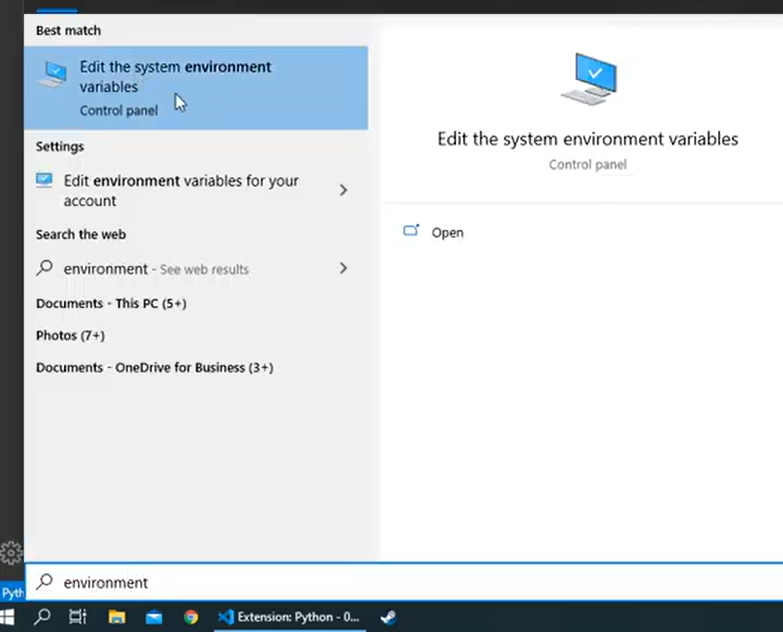 Best match
Edit the system environment
variables
Control panel
Settings
Edit environment variables for your
account
Search the web
environment - See web results
Documents - This PC (5+)
Photos (7+)
Documents - OneDrive for Business (3+)
Edit the system environment variables
Control panel
Open
environment
Pyth
Extension: Python - 0...